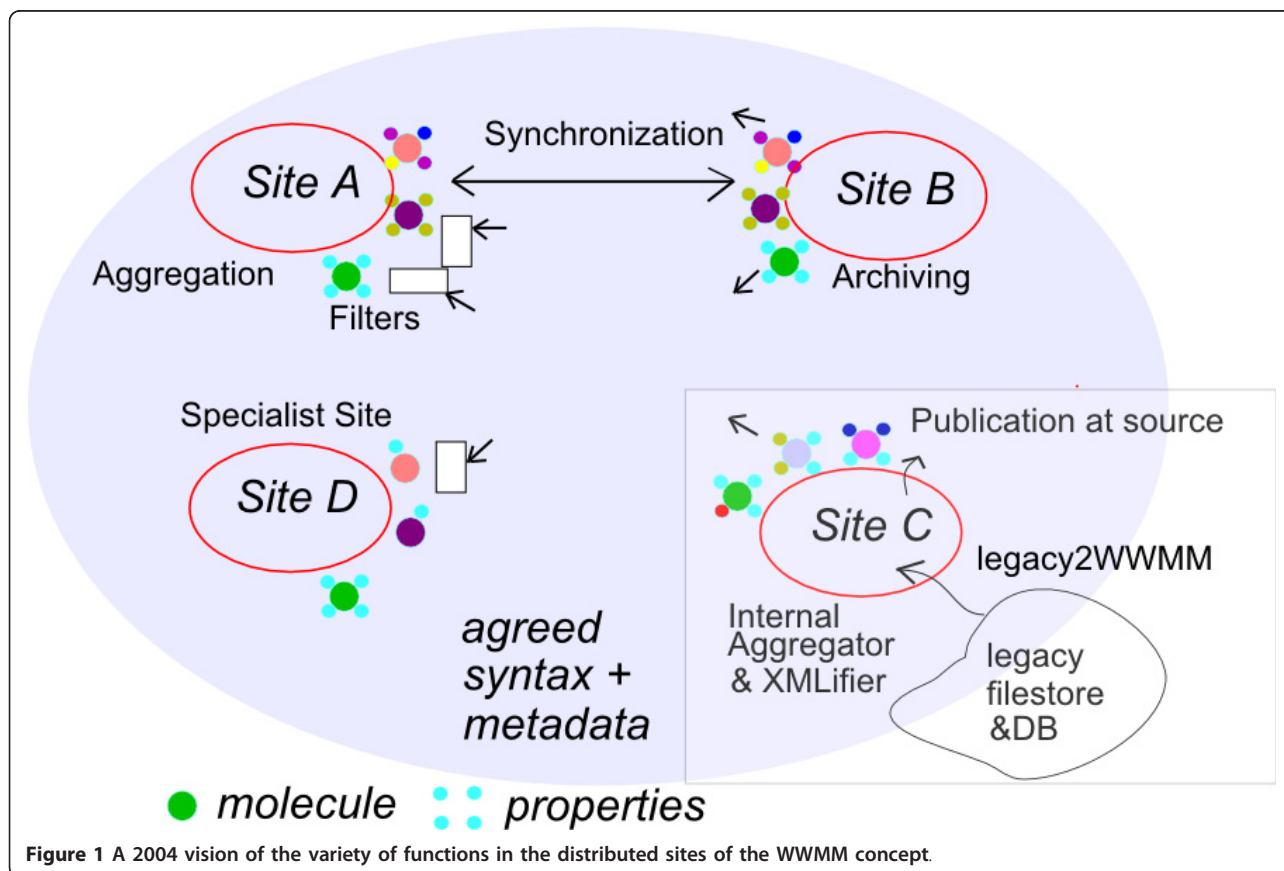 Synchronization
Site A
Site B
Aggregation
Filters
Archiving
Specialist Site
Site D
Publication at source
Site C
legacy2WWMM
Internal
Aggregator
& XMLifier
legacy
filestore
&DB
agreed
syntax +
metadata
molecule
properties
Figure 1 A 2004 vision of the variety of functions in the distributed sites of the WWMM concept.